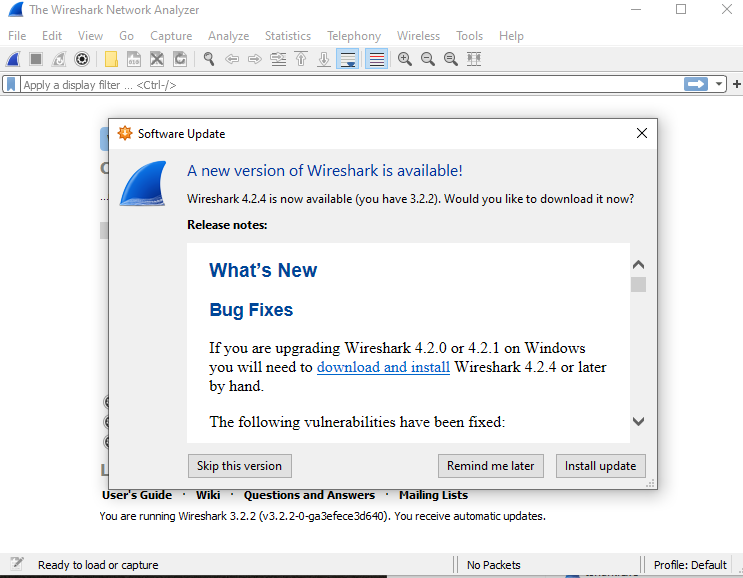 The Wireshark Network Analyzer
File Edit View Go Capture Analyze Statistics Telephony Wireless Tools Help
Apply a display filter ... <Ctrl-/>
Software Update
A new version of Wireshark is available!
Wireshark 4.2.4 is now available (you have 3.2.2). Would you like to download it now?
Release notes:
What's New
Bug Fixes
If you are upgrading Wireshark 4.2.0 or 4.2.1 on Windows
you will need to download and install Wireshark 4.2.4 or later
by hand.
The following vulnerabilities have been fixed:
Skip this version Remind me later Install update
User's Guide · Wiki · Questions and Answers · Mailing Lists
You are running Wireshark 3.2.2 (v3.2.2-0-ga3efece3d640). You receive automatic updates.
Ready to load or capture No Packets Profile: Default